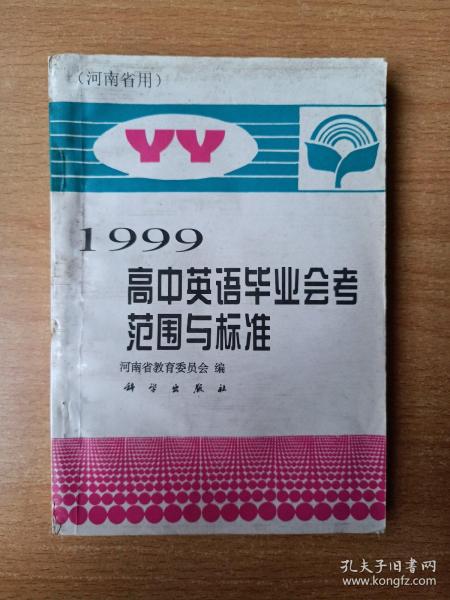 （河南省用）
YY
1999
高中英语毕业会考
范围与标准
河南省教育委员会 编
科学出版社
孔夫子旧书网
www.kongfz.com